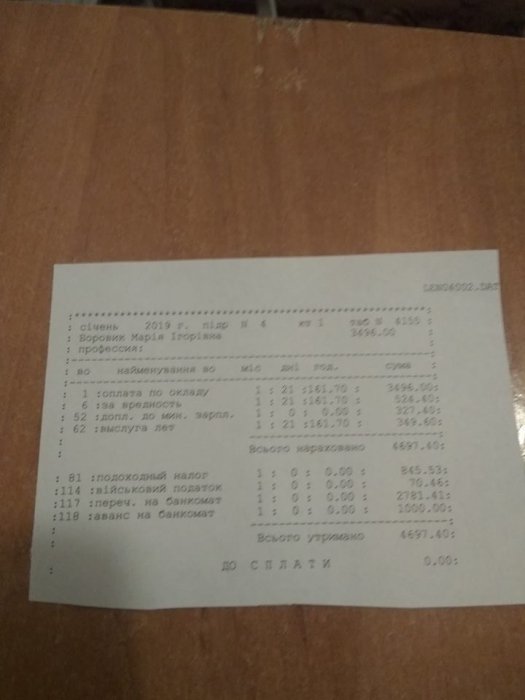 LEN04002.DAT
:***************************************************:
: січень 2019 г. підр N 4 кт 1 таб N 4155 :
: Боровик Марія Ігорівна 3496.00 :
: профессия: :
:---------------------------------------------------:
: во найменування во міс дні год. сума :
:---------------------------------------------------:
: 1 :оплата по окладу 1 : 21 :161.70 : 3496.00:
: 6 :за вредность 1 : 21 :161.70 : 524.40:
: 52 :допл. до мин. зарпл. 1 : 0 : 0.00 : 327.40:
: 62 :выслуга лет 1 : 21 :161.70 : 349.60:
: ----------------------------:
: Всього нараховано 4697.40:
: 81 :подоходный налог 1 : 0 : 0.00 : 845.53:
:114 :військовий податок 1 : 0 : 0.00 : 70.46:
:117 :переч. на банкомат 1 : 0 : 0.00 : 2781.41:
:118 :аванс на банкомат 1 : 0 : 0.00 : 1000.00:
: ----------------------------:
: Всього утримано 4697.40:
: ДО С П Л А Т И 0.00: